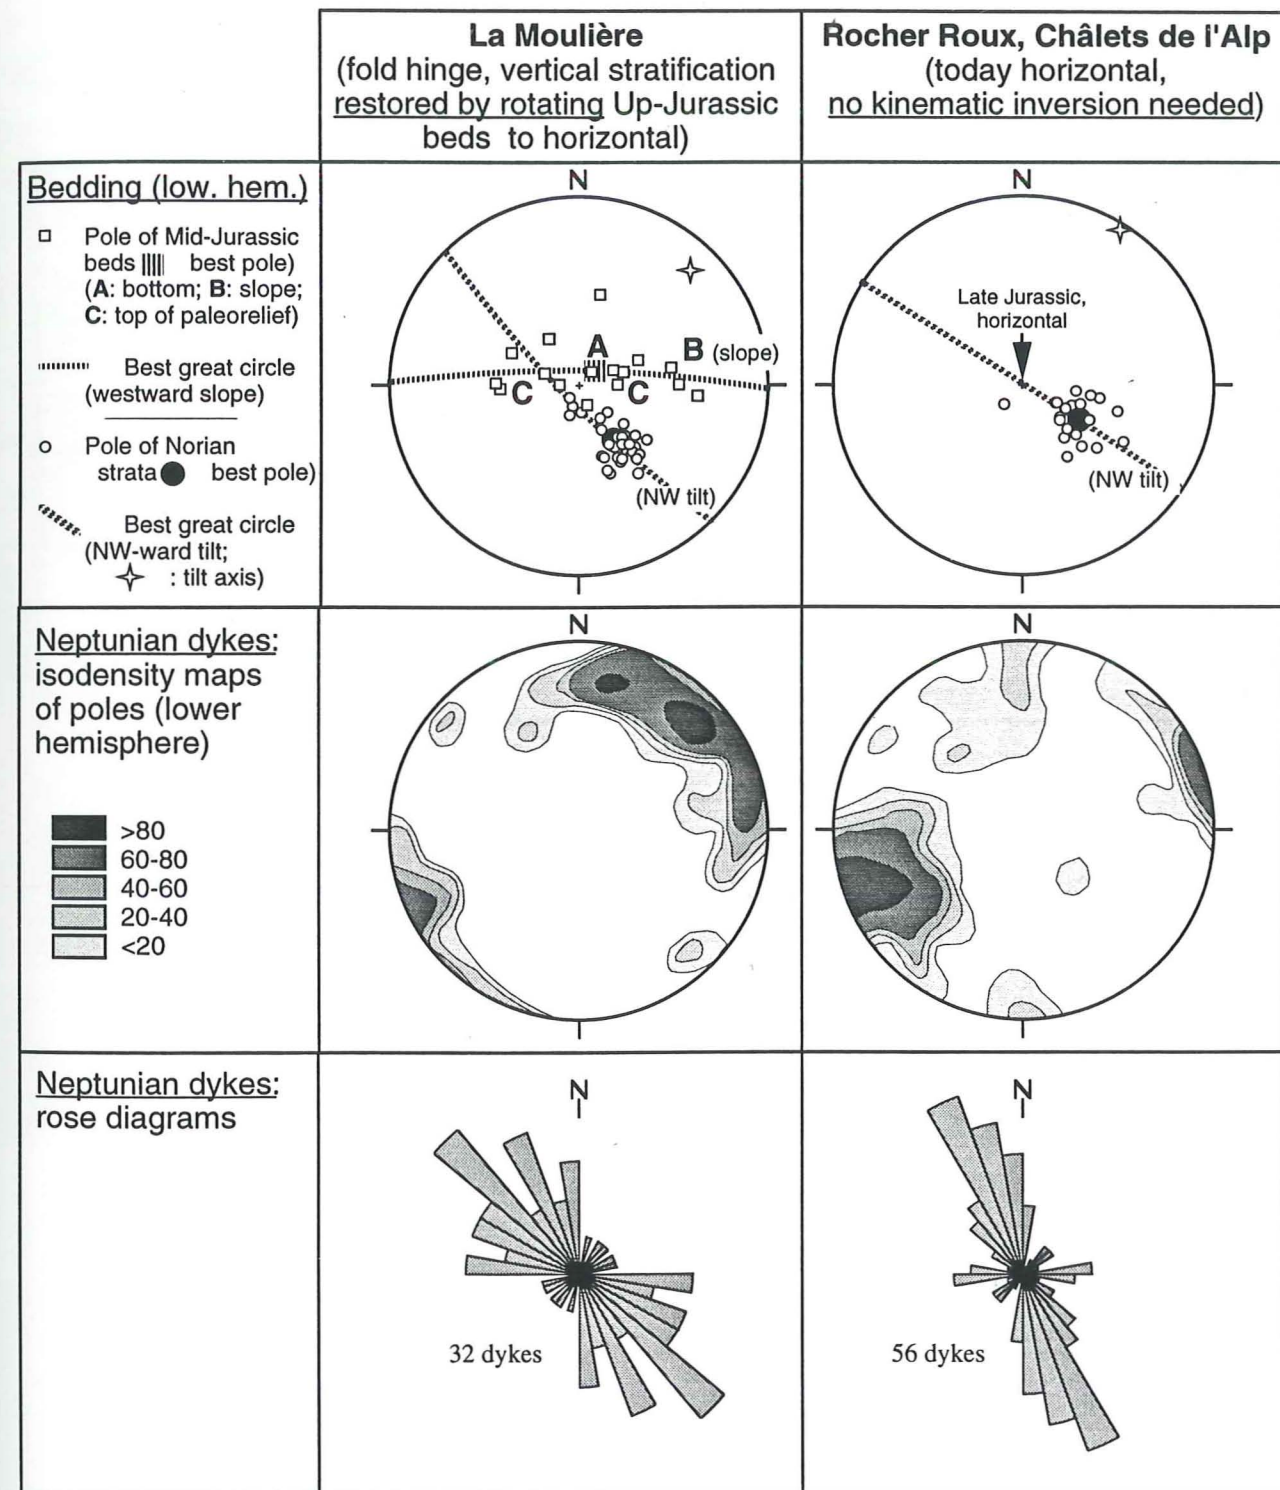 La Moulière
(fold hinge, vertical stratification
restored by rotating Up-Jurassic
beds to horizontal)
Rocher Roux, Châlets de l'Alp
(today horizontal,
no kinematic inversion needed)
Bedding (low. hem.)
Pole of Mid-Jurassic
beds best pole)
(A: bottom; B: slope;
C: top of paleorelief)
Best great circle
(westward slope)
Pole of Norian
strata best pole)
Best great circle
(NW-ward tilt;
: tilt axis)
N
A
B (slope)
C
C
(NW tilt)
N
Late Jurassic,
horizontal
(NW tilt)
Neptunian dykes:
isodensity maps
of poles (lower
hemisphere)
>80
60-80
40-60
20-40
<20
N
N
Neptunian dykes:
rose diagrams
N
32 dykes
N
56 dykes